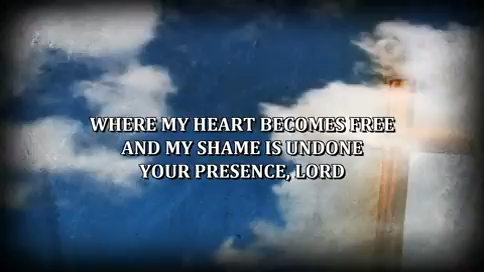 WHERE MY HEART BECOMES FREE
AND MY SHAME IS UNDONE
YOUR PRESENCE, LORD